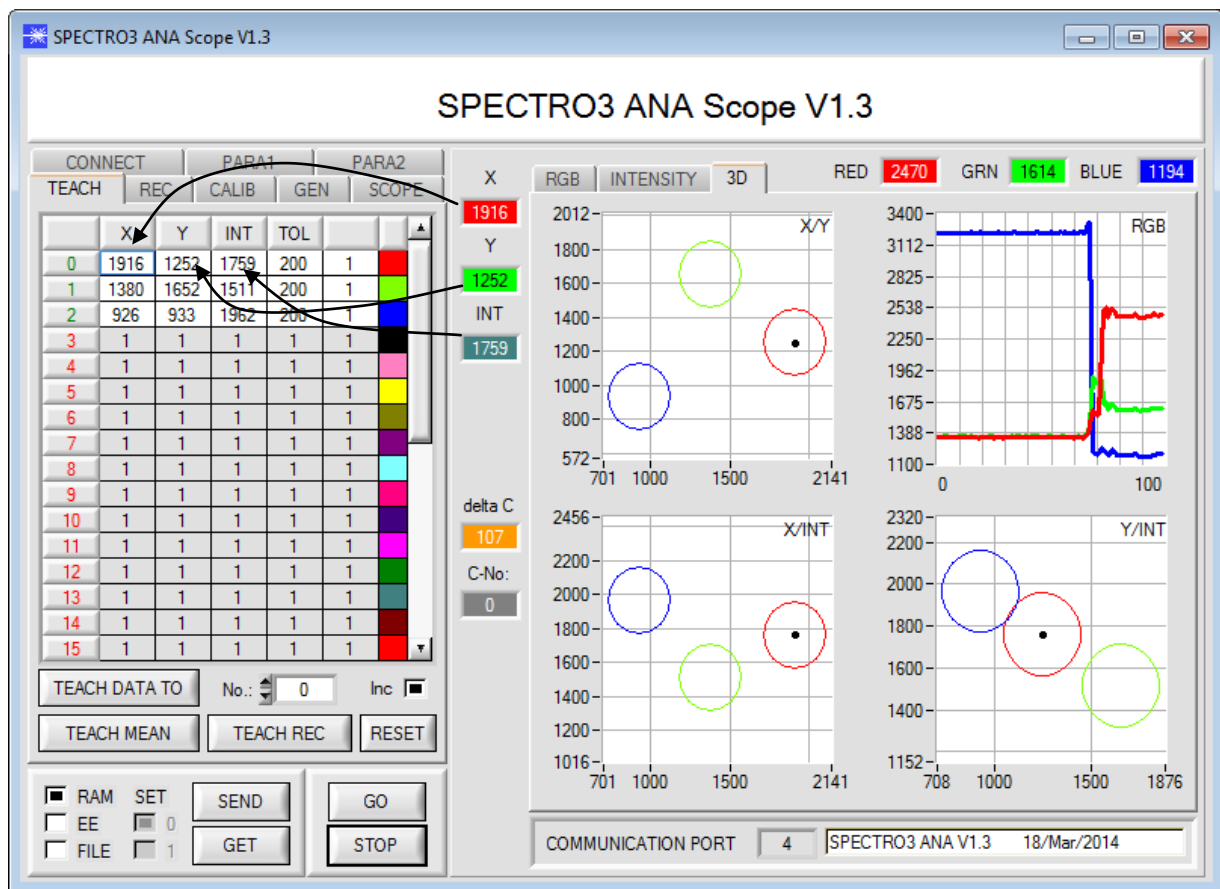 SPECTRO3 ANA Scope V1.3
SPECTRO3 ANA Scope V1.3
CONNECT PARA1 PARA2
TEACH REC CALIB GEN SCOPE
X Y INT TOL
0 1916 1252 1759 200 1
1 1380 1652 1511 200 1
2 926 933 1962 200 1
3 1 1 1 1 1
4 1 1 1 1 1
5 1 1 1 1 1
6 1 1 1 1 1
7 1 1 1 1 1
8 1 1 1 1 1
9 1 1 1 1 1
10 1 1 1 1 1
11 1 1 1 1 1
12 1 1 1 1 1
13 1 1 1 1 1
14 1 1 1 1 1
15 1 1 1 1 1
TEACH DATA TO No.: 0 Inc
TEACH MEAN TEACH REC RESET
RAM SET SEND GO
EE 0
FILE 1 GET STOP
X
1916
Y
1252
INT
1759
delta C
107
C-No:
0
RGB INTENSITY 3D
RED 2470 GRN 1614 BLUE 1194
X/Y
2012
1800
1600
1400
1200
1000
800
572
701 1000 1500 2141
RGB
3400
3112
2825
2538
2250
1962
1675
1388
1100
0 100
X/INT
2456
2200
2000
1800
1600
1400
1200
1016
701 1000 1500 2141
Y/INT
2320
2200
2000
1800
1600
1400
1152
708 1000 1500 1876
COMMUNICATION PORT 4 SPECTRO3 ANA V1.3 18/Mar/2014